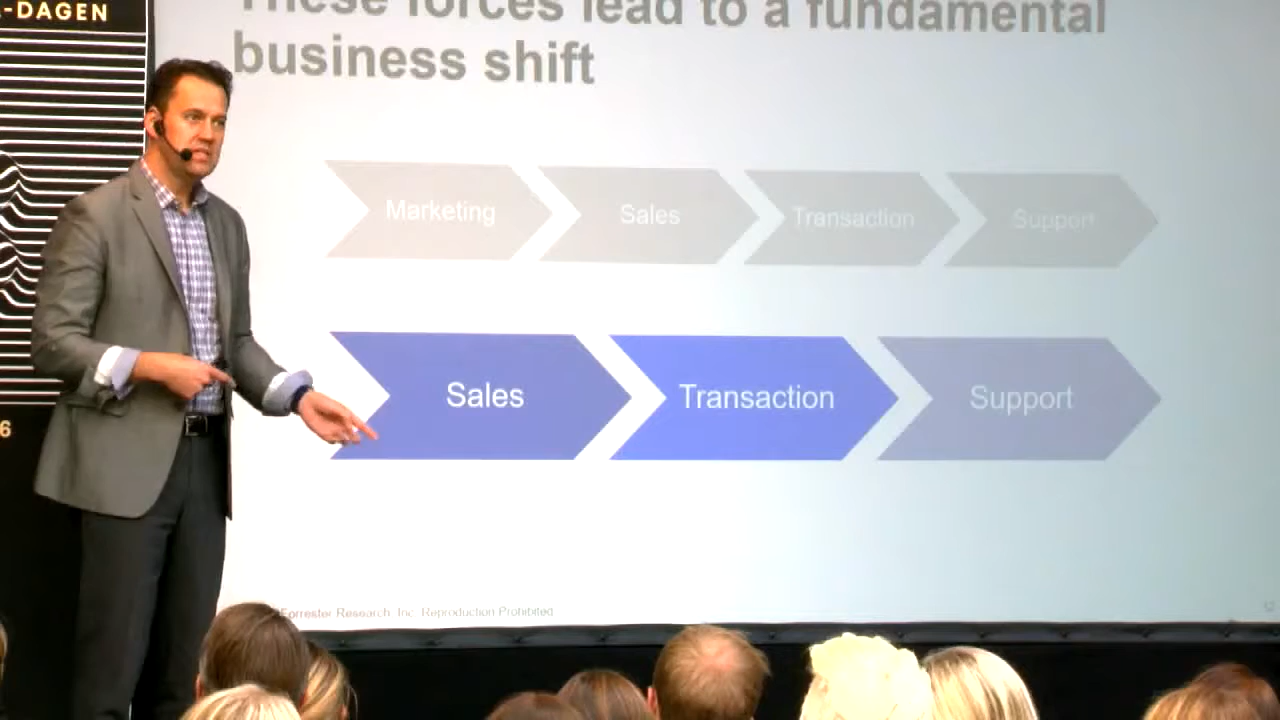 -DAGEN
These forces lead to a fundamental
business shift
Marketing
Sales
Transaction
Support
Sales
Transaction
Support
6
Forrester Research, Inc. Reproduction Prohibited